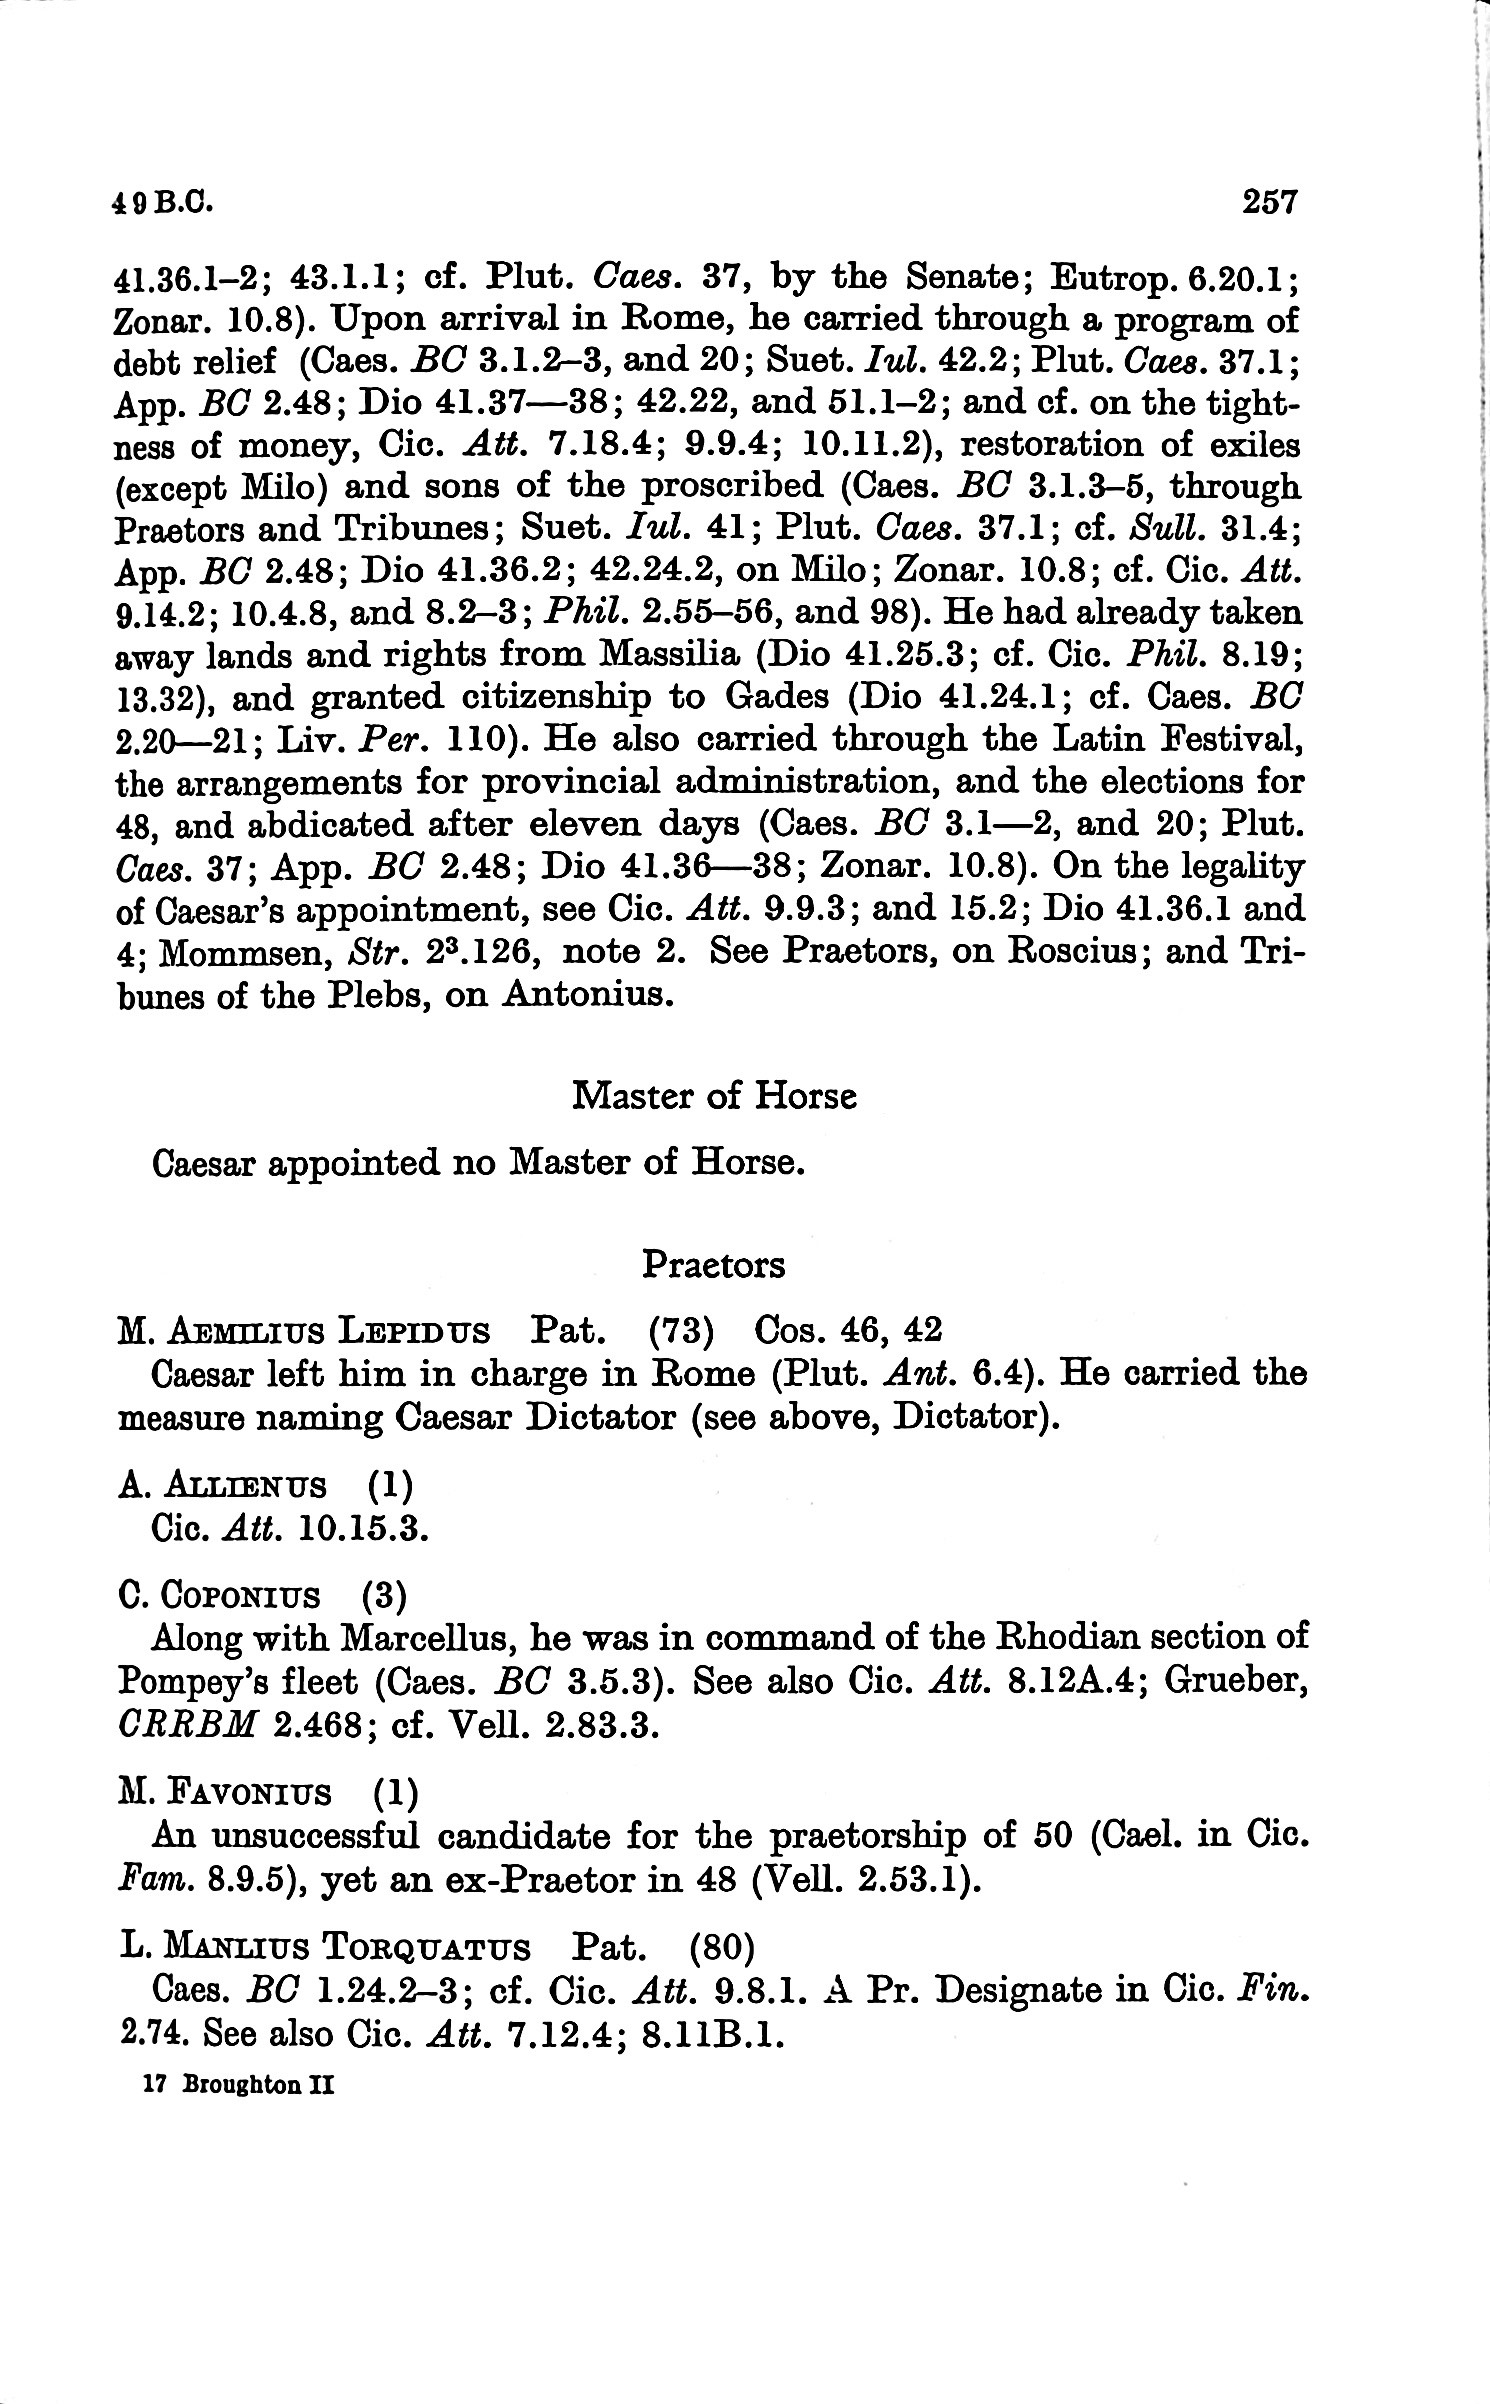 49 B.C. 257
41.36.1–2; 43.1.1; cf. Plut. Caes. 37, by the Senate; Eutrop. 6.20.1;
Zonar. 10.8). Upon arrival in Rome, he carried through a program of
debt relief (Caes. BC 3.1.2–3, and 20; Suet. Iul. 42.2; Plut. Caes. 37.1;
App. BC 2.48; Dio 41.37—38; 42.22, and 51.1–2; and cf. on the tight-
ness of money, Cic. Att. 7.18.4; 9.9.4; 10.11.2), restoration of exiles
(except Milo) and sons of the proscribed (Caes. BC 3.1.3–5, through
Praetors and Tribunes; Suet. Iul. 41; Plut. Caes. 37.1; cf. Sull. 31.4;
App. BC 2.48; Dio 41.36.2; 42.24.2, on Milo; Zonar. 10.8; cf. Cic. Att.
9.14.2; 10.4.8, and 8.2–3; Phil. 2.55–56, and 98). He had already taken
away lands and rights from Massilia (Dio 41.25.3; cf. Cic. Phil. 8.19;
13.32), and granted citizenship to Gades (Dio 41.24.1; cf. Caes. BC
2.20—21; Liv. Per. 110). He also carried through the Latin Festival,
the arrangements for provincial administration, and the elections for
48, and abdicated after eleven days (Caes. BC 3.1—2, and 20; Plut.
Caes. 37; App. BC 2.48; Dio 41.36—38; Zonar. 10.8). On the legality
of Caesar's appointment, see Cic. Att. 9.9.3; and 15.2; Dio 41.36.1 and
4; Mommsen, Str. 2³.126, note 2. See Praetors, on Roscius; and Tri-
bunes of the Plebs, on Antonius.
Master of Horse
Caesar appointed no Master of Horse.
Praetors
M. AEMILIUS LEPIDUS Pat. (73) Cos. 46, 42
Caesar left him in charge in Rome (Plut. Ant. 6.4). He carried the
measure naming Caesar Dictator (see above, Dictator).
A. ALLIENUS (1)
Cic. Att. 10.15.3.
C. COPONIUS (3)
Along with Marcellus, he was in command of the Rhodian section of
Pompey's fleet (Caes. BC 3.5.3). See also Cic. Att. 8.12A.4; Grueber,
CRRBM 2.468; cf. Vell. 2.83.3.
M. FAVONIUS (1)
An unsuccessful candidate for the praetorship of 50 (Cael. in Cic.
Fam. 8.9.5), yet an ex-Praetor in 48 (Vell. 2.53.1).
L. MANLIUS TORQUATUS Pat. (80)
Caes. BC 1.24.2–3; cf. Cic. Att. 9.8.1. A Pr. Designate in Cic. Fin.
2.74. See also Cic. Att. 7.12.4; 8.11B.1.
17 Broughton II